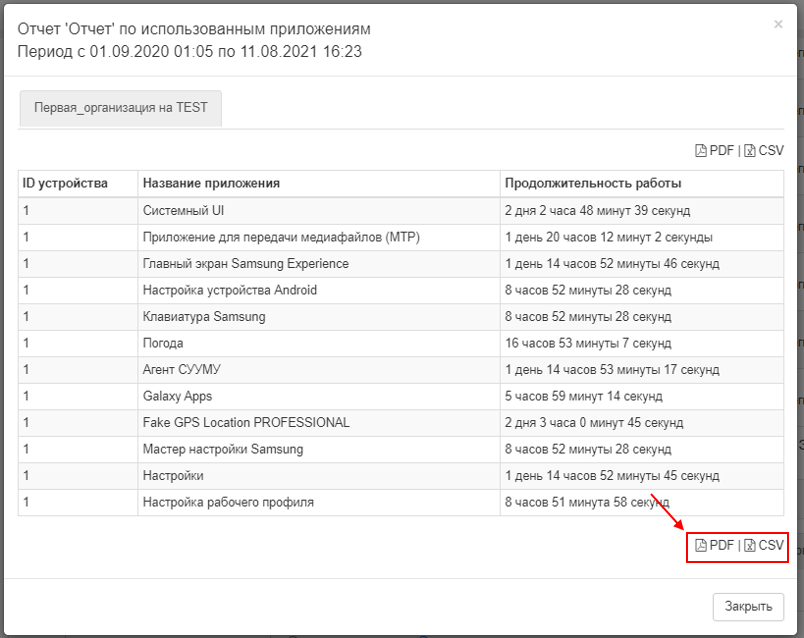 Отчет 'Отчет' по использованным приложениям
×
Период с 01.09.2020 01:05 по 11.08.2021 16:23
Первая_организация на TEST
PDF | CSV
ID устройства Название приложения Продолжительность работы
1 Системный UI 2 дня 2 часа 48 минут 39 секунд
1 Приложение для передачи медиафайлов (MTP) 1 день 20 часов 12 минут 2 секунды
1 Главный экран Samsung Experience 1 день 14 часов 52 минуты 46 секунд
1 Настройка устройства Android 8 часов 52 минуты 28 секунд
1 Клавиатура Samsung 8 часов 52 минуты 28 секунд
1 Погода 16 часов 53 минуты 7 секунд
1 Агент СУУМУ 1 день 14 часов 53 минуты 17 секунд
1 Galaxy Apps 5 часов 59 минут 14 секунд
1 Fake GPS Location PROFESSIONAL 2 дня 3 часа 0 минут 45 секунд
1 Мастер настройки Samsung 8 часов 52 минуты 28 секунд
1 Настройки 1 день 14 часов 52 минуты 45 секунд
1 Настройка рабочего профиля 8 часов 51 минута 58 секунд
PDF | CSV
Закрыть